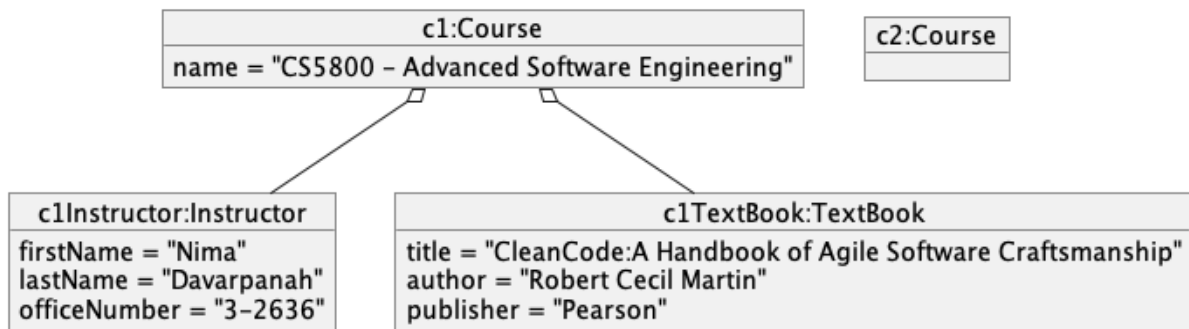 c1:Course
name = "CS5800 – Advanced Software Engineering"
c2:Course
c1Instructor:Instructor
firstName = "Nima"
lastName = "Davarpanah"
officeNumber = "3-2636"
c1TextBook:TextBook
title = "CleanCode:A Handbook of Agile Software Craftsmanship"
author = "Robert Cecil Martin"
publisher = "Pearson"